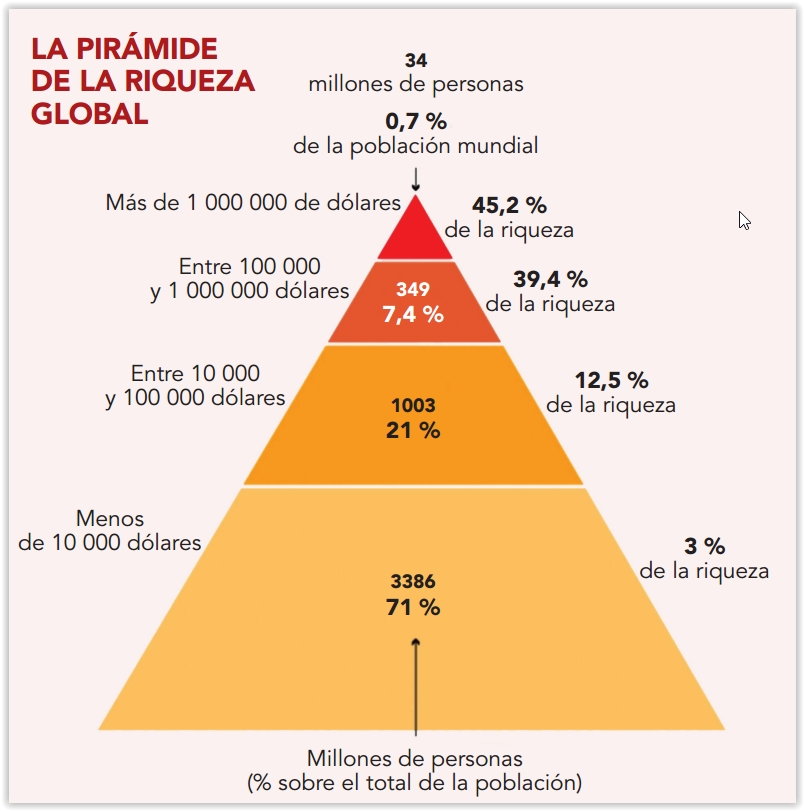 LA PIRÁMIDE
DE LA RIQUEZA
GLOBAL
34
millones de personas
0,7 %
de la población mundial
Más de 1 000 000 de dólares
45,2 %
de la riqueza
Entre 100 000
y 1 000 000 dólares
349
7,4 %
39,4 %
de la riqueza
Entre 10 000
y 100 000 dólares
1003
21 %
12,5 %
de la riqueza
Menos
de 10 000 dólares
3386
71 %
3 %
de la riqueza
Millones de personas
(% sobre el total de la población)